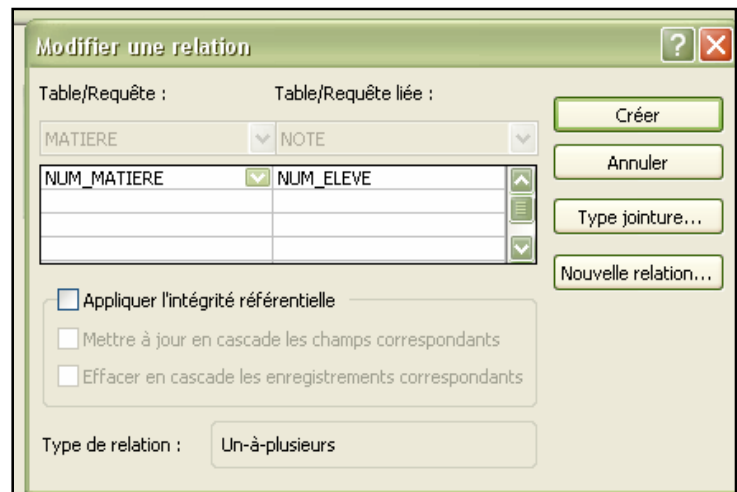 Modifier une relation
Table/Requête : Table/Requête liée :
MATIERE NOTE
NUM_MATIERE NUM_ELEVE
Créer
Annuler
Type jointure...
Nouvelle relation...
Appliquer l'intégrité référentielle
Mettre à jour en cascade les champs correspondants
Effacer en cascade les enregistrements correspondants
Type de relation : Un-à-plusieurs